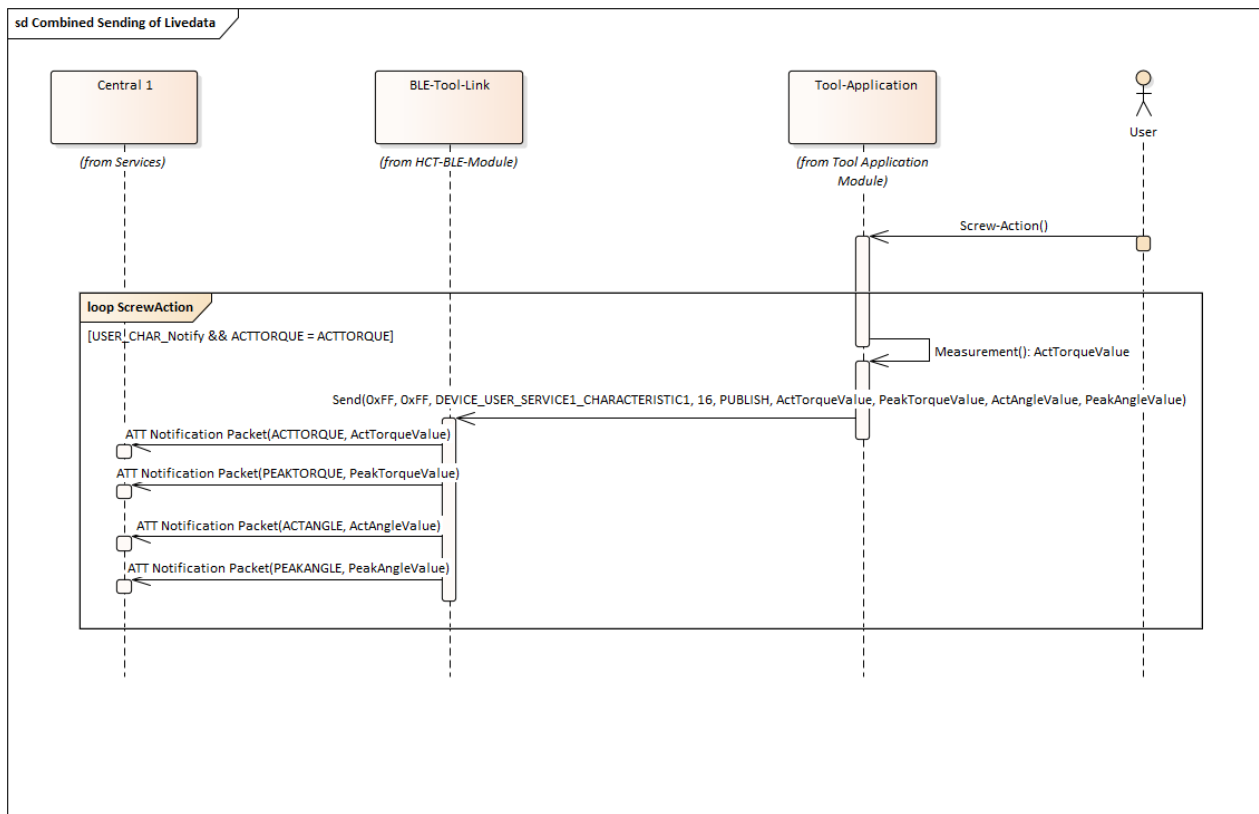 sd Combined Sending of Livedata
Central 1
BLE-Tool-Link
Tool-Application
User
(from Services)
(from HCT-BLE-Module)
(from Tool Application
Module)
Screw-Action()
loop ScrewAction
[USER_CHAR_Notify && ACTTORQUE = ACTTORQUE]
Measurement(): ActTorqueValue
Send(0xFF, 0xFF, DEVICE_USER_SERVICE1_CHARACTERISTIC1, 16, PUBLISH, ActTorqueValue, PeakTorqueValue, ActAngleValue, PeakAngleValue)
ATT Notification Packet(ACTTORQUE, ActTorqueValue)
ATT Notification Packet(PEAKTORQUE, PeakTorqueValue)
ATT Notification Packet(ACTANGLE, ActAngleValue)
ATT Notification Packet(PEAKANGLE, PeakAngleValue)